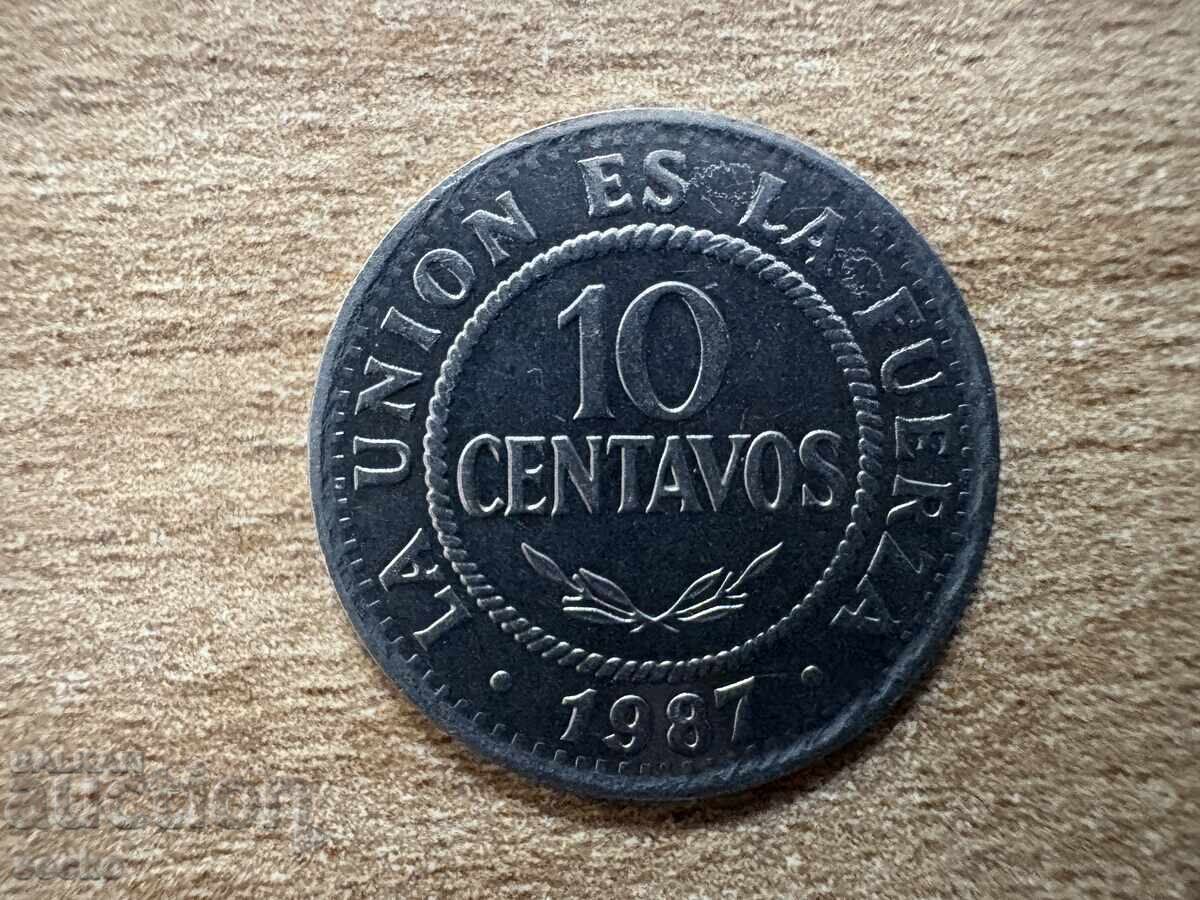 LA UNION ES LA FUERZA
10
CENTAVOS
• 1987 •
BALKAN
auction